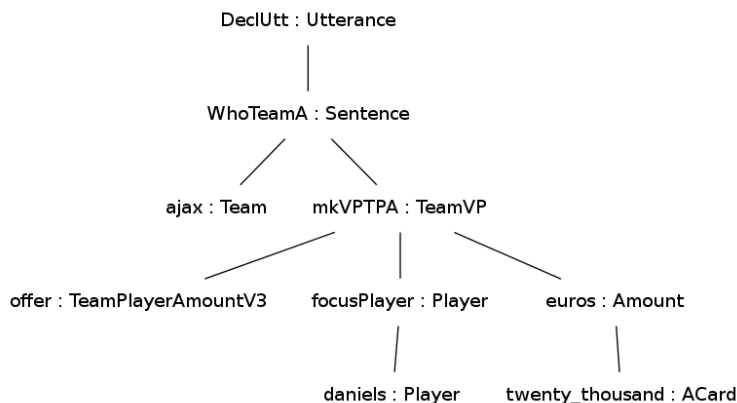 DeclUtt : Utterance
WhoTeamA : Sentence
ajax : Team mkVPTPA : TeamVP
offer : TeamPlayerAmountV3 focusPlayer : Player euros : Amount
daniels : Player twenty_thousand : ACard